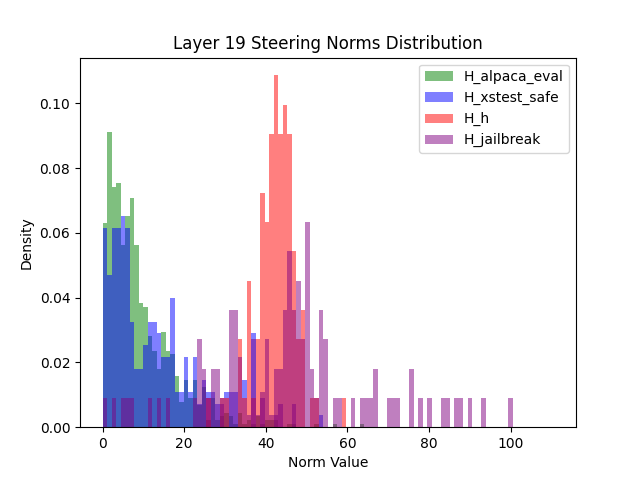 Layer 19 Steering Norms Distribution
H_alpaca_eval
H_xstest_safe
H_h
H_jailbreak
Density
0.10
0.08
0.06
0.04
0.02
0.00
0 20 40 60 80 100
Norm Value